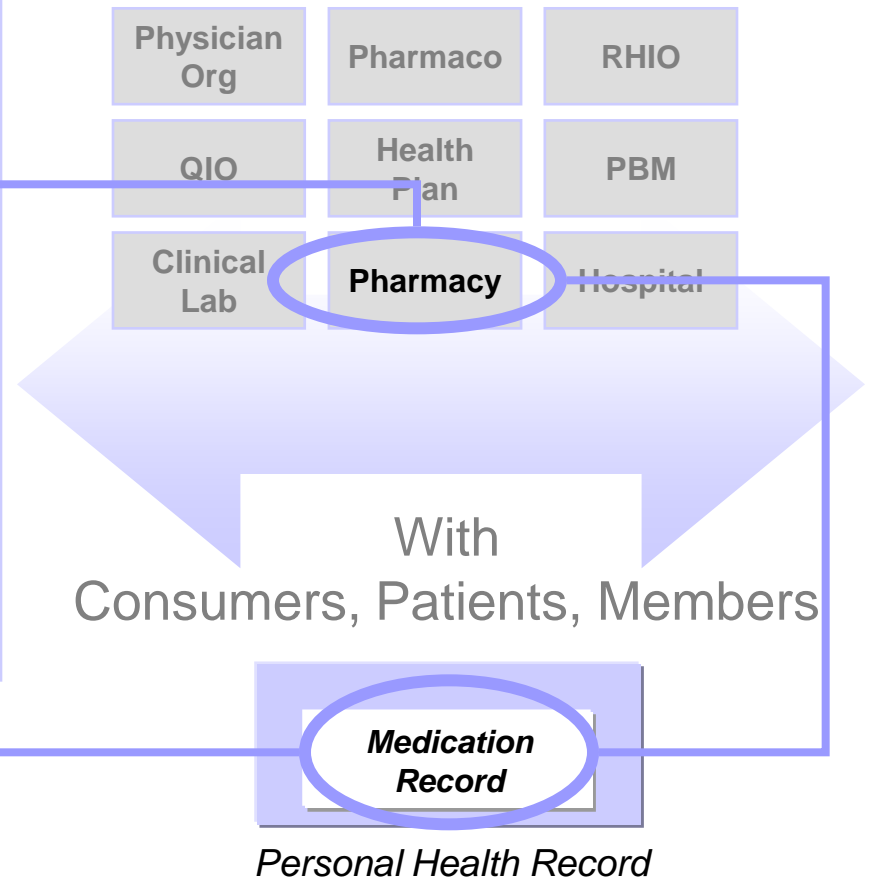 Physician
Org
Pharmaco
RHIO
QIO
Health
Plan
PBM
Clinical
Lab
Pharmacy
Hospital
With
Consumers, Patients, Members
Medication
Record
Personal Health Record